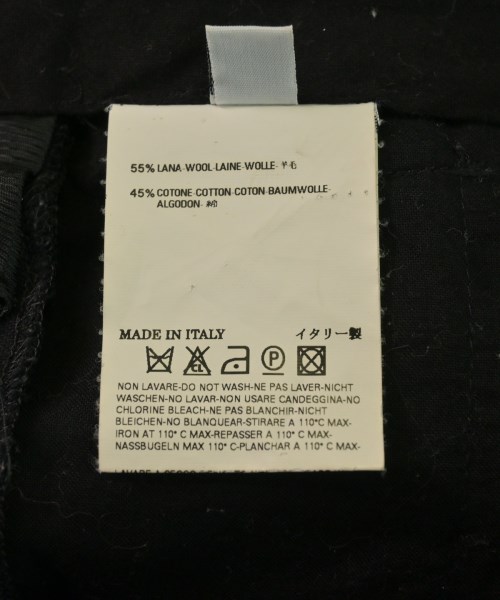 55% LANA-WOOL-LAINE-WOLLE-
45% COTONE-COTTON-COTON-BAUMWOLLE-
ALGODON- 綿
MADE IN ITALY イタリー製
CL P
NON LAVARE-DO NOT WASH-NE PAS LAVER-NICHT
WASCHEN-NO LAVAR-NON USARE CANDEGGINA-NO
CHLORINE BLEACH-NE PAS BLANCHIR-NICHT
BLEICHEN-NO BLANQUEAR-STIRARE A 110°C MAX-
IRON AT 110°C MAX-REPASSER A 110°C MAX-
NASSBUGELN MAX 110°C-PLANCHAR A 110°C MAX-
LAVARE A SECCO